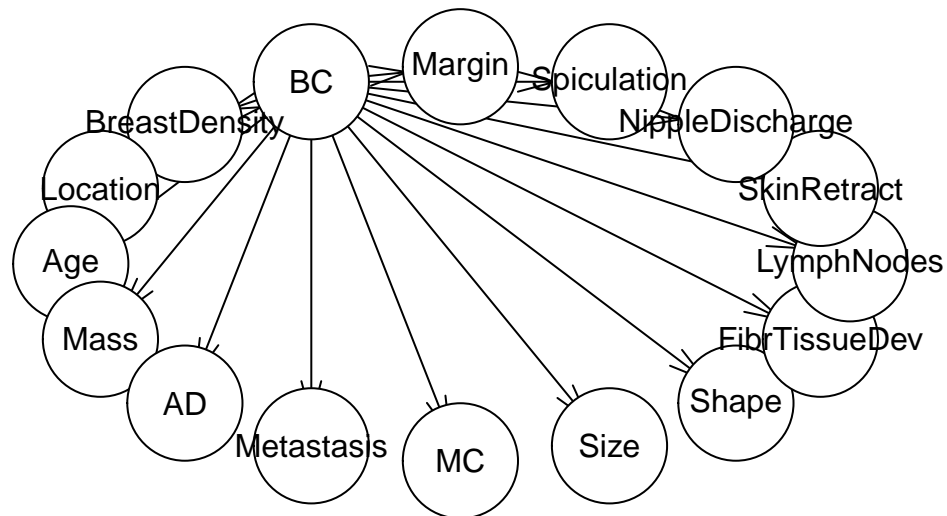 Margin
BC
Spiculation
BreastDensity
NippleDischarge
Location
SkinRetract
Age
LymphNodes
Mass
FibrTissueDev
AD
Shape
Metastasis
MC
Size